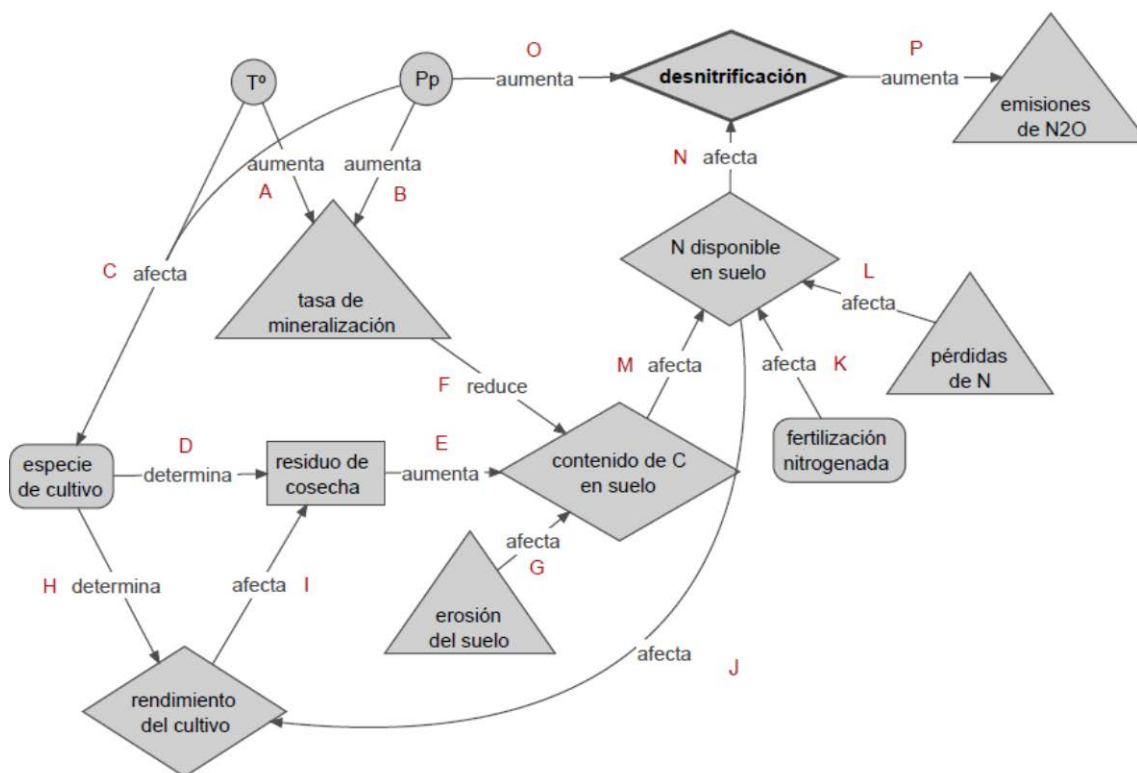 O
P
Tº
Pp
aumenta
desnitrificación
aumenta
emisiones
de N2O
N afecta
aumenta
aumenta
A
B
N disponible
en suelo
C afecta
L
afecta
tasa de
mineralización
M afecta
afecta K
pérdidas
de N
F reduce
D
E
especie
de cultivo
determina
residuo de
cosecha
aumenta
contenido de C
en suelo
fertilización
nitrogenada
afecta
G
H determina
afecta I
erosión
del suelo
afecta
J
rendimiento
del cultivo